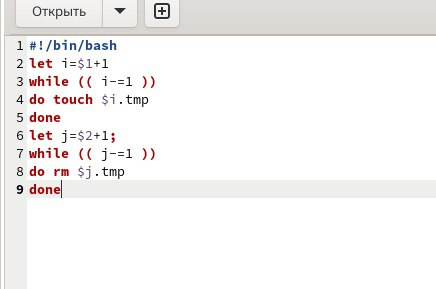 Открыть
1 #!/bin/bash
2 let i=$1+1
3 while (( i-=1 ))
4 do touch $i.tmp
5 done
6 let j=$2+1;
7 while (( j-=1 ))
8 do rm $j.tmp
9 done